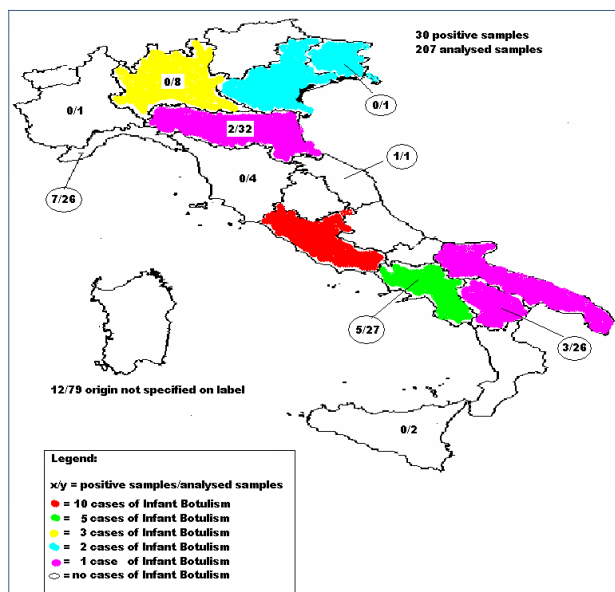 30 positive samples
207 analysed samples
0/8
0/1
0/1
2/32
1/1
0/4
7/26
5/27
3/26
12/79 origin not specified on label
0/2
Legend:
x/y = positive samples/analysed samples
= 10 cases of Infant Botulism
= 5 cases of Infant Botulism
= 3 cases of Infant Botulism
= 2 cases of Infant Botulism
= 1 case of Infant Botulism
= no cases of Infant Botulism